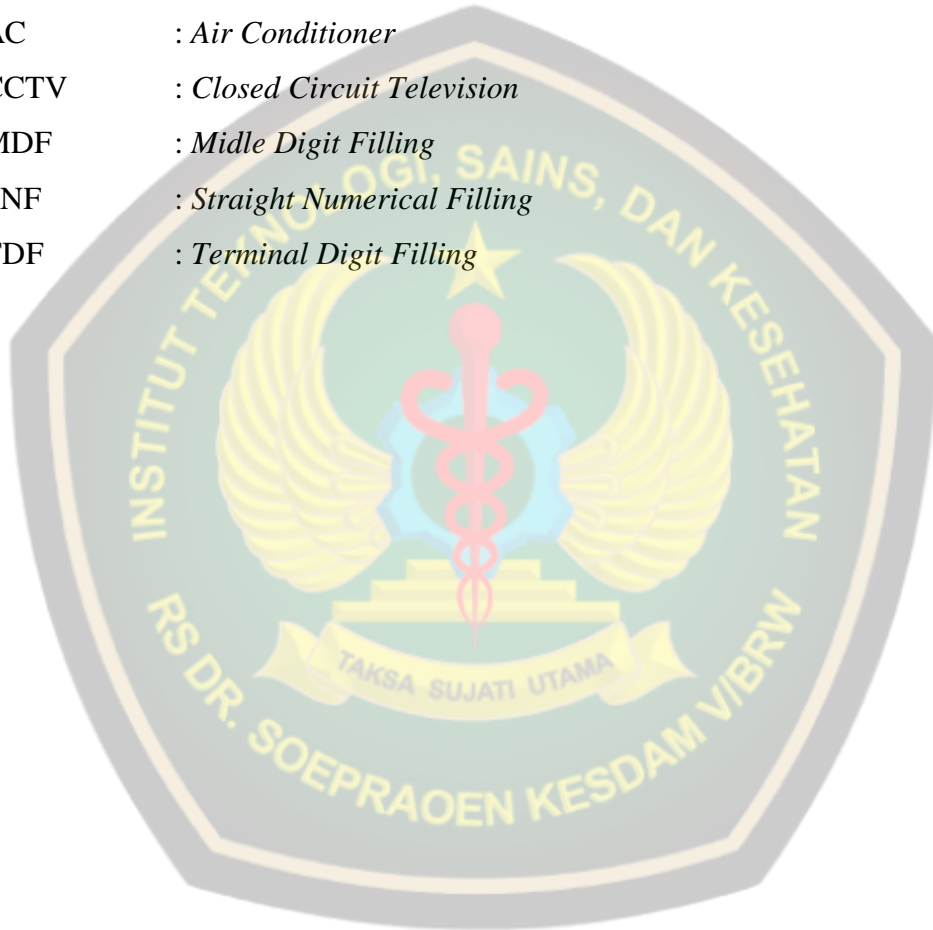 AC : Air Conditioner
CCTV : Closed Circuit Television
MDF : Midle Digit Filling
NF : Straight Numerical Filling
DF : Terminal Digit Filling
INSTITUT TEKNOLOGI, SAINS, DAN KESEHATAN
TAKSA SUJATI UTAMA
RS DR. SOEPRAOEN KESDAM V/BRW